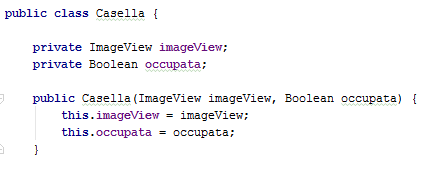 public class Casella {
private ImageView imageView;
private Boolean occupata;
public Casella(ImageView imageView, Boolean occupata) {
this.imageView = imageView;
this.occupata = occupata;
}